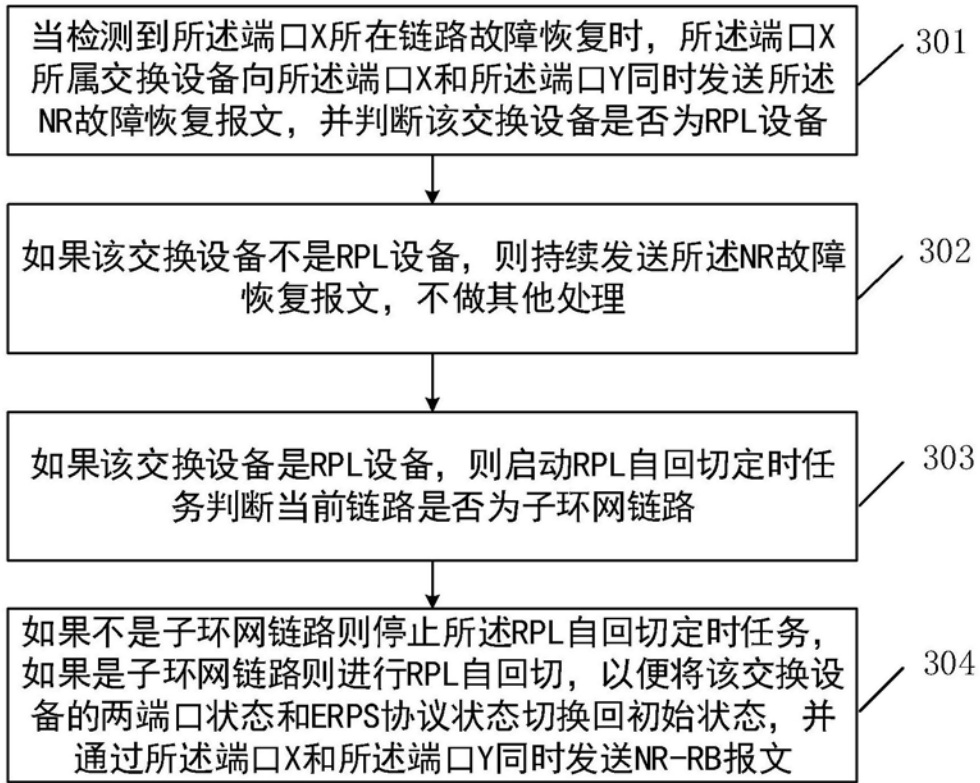 当检测到所述端口X所在链路故障恢复时，所述端口X
所属交换设备向所述端口X和所述端口Y同时发送所述
NR故障恢复报文，并判断该交换设备是否为RPL设备
301
如果该交换设备不是RPL设备，则持续发送所述NR故障
恢复报文，不做其他处理
302
如果该交换设备是RPL设备，则启动RPL自回切定时任
务判断当前链路是否为子环网链路
303
如果不是子环网链路则停止所述RPL自回切定时任务，
如果是子环网链路则进行RPL自回切，以便将该交换设
备的两端口状态和ERPS协议状态切换回初始状态，并
通过所述端口X和所述端口Y同时发送NR-RB报文
304